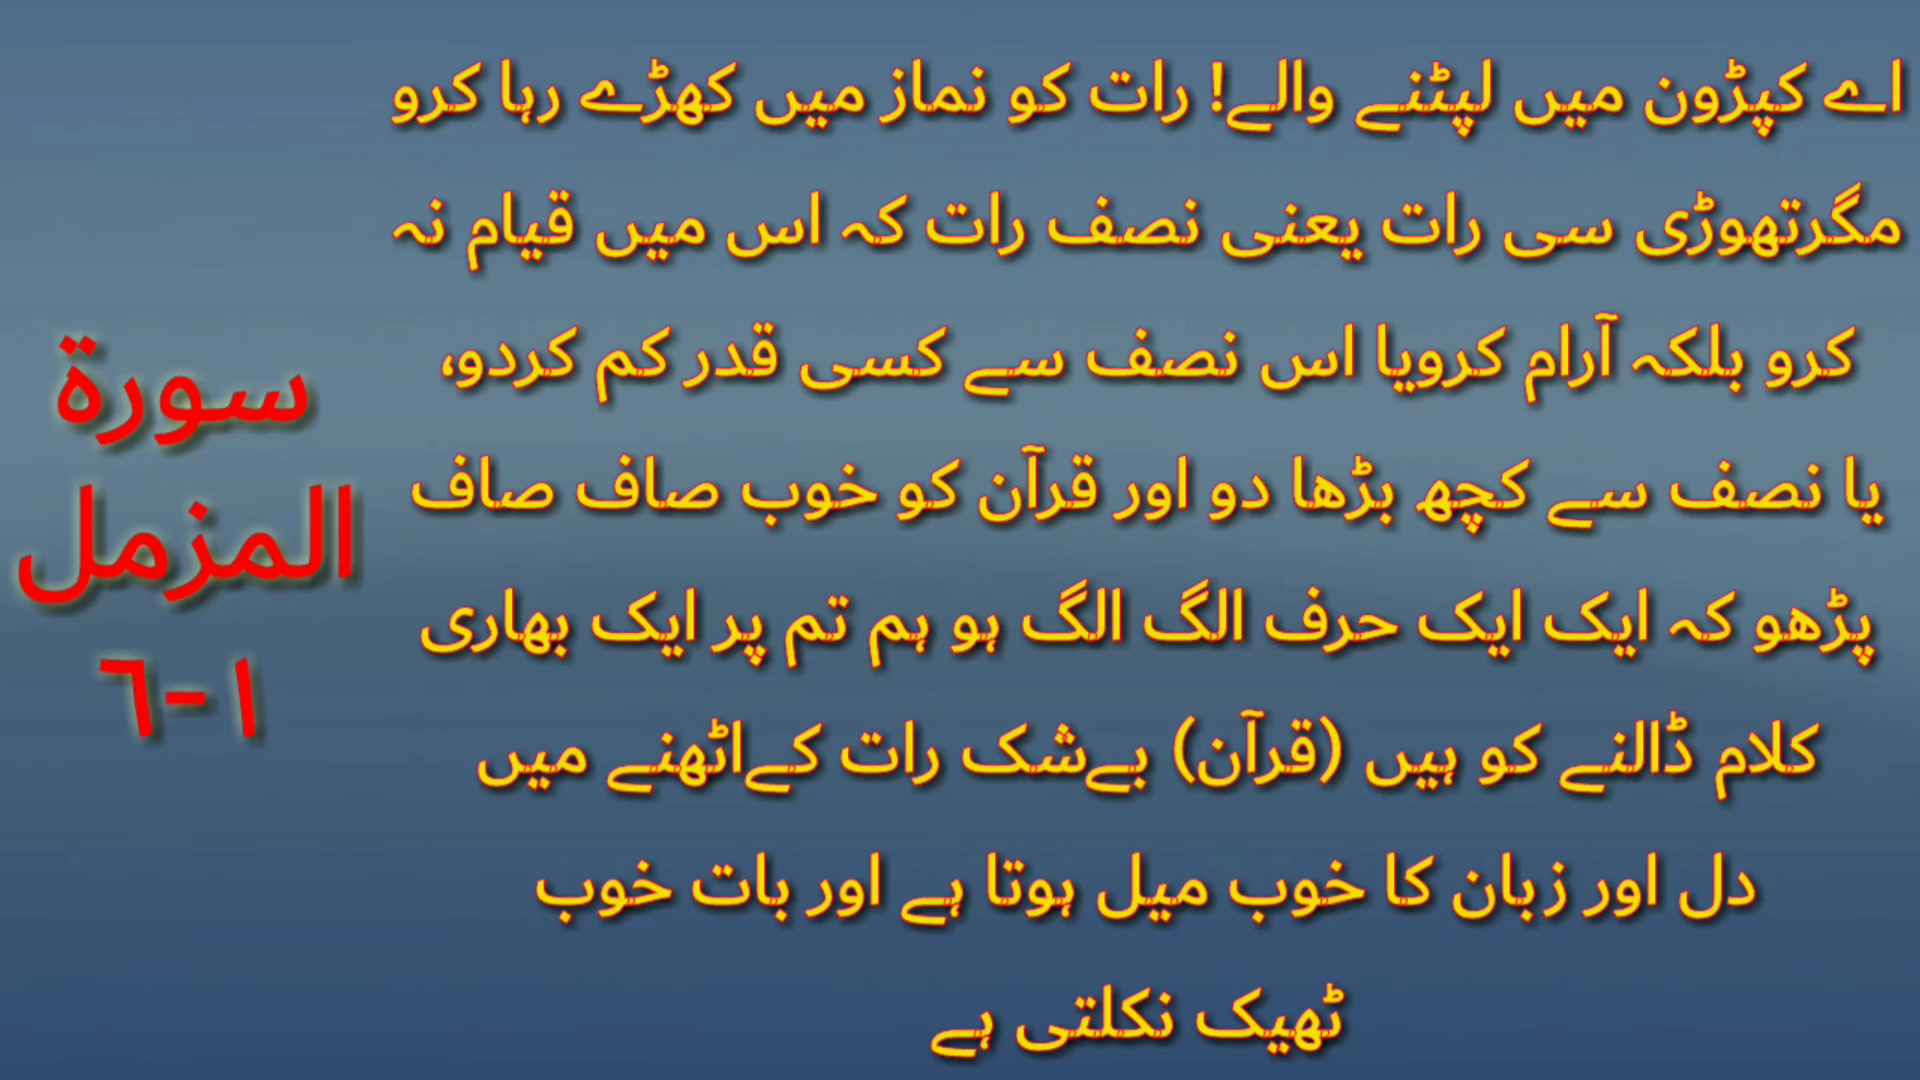 اے کپڑون میں لپٹنے والے! رات کو نماز میں کھڑے رہا کرو
مگرتھوڑی سی رات یعنی نصف رات کہ اس میں قیام نہ
کرو بلکہ آرام کرویا اس نصف سے کسی قدر کم کردو،
یا نصف سے کچھ بڑھا دو اور قرآن کو خوب صاف صاف
پڑھو کہ ایک ایک حرف الگ الگ ہو ہم تم پر ایک بھاری
کلام ڈالنے کو ہیں (قرآن) بےشک رات کےاٹھنے میں
دل اور زبان کا خوب میل ہوتا ہے اور بات خوب
ٹھیک نکلتی ہے
سورة
المزمل
١-٦